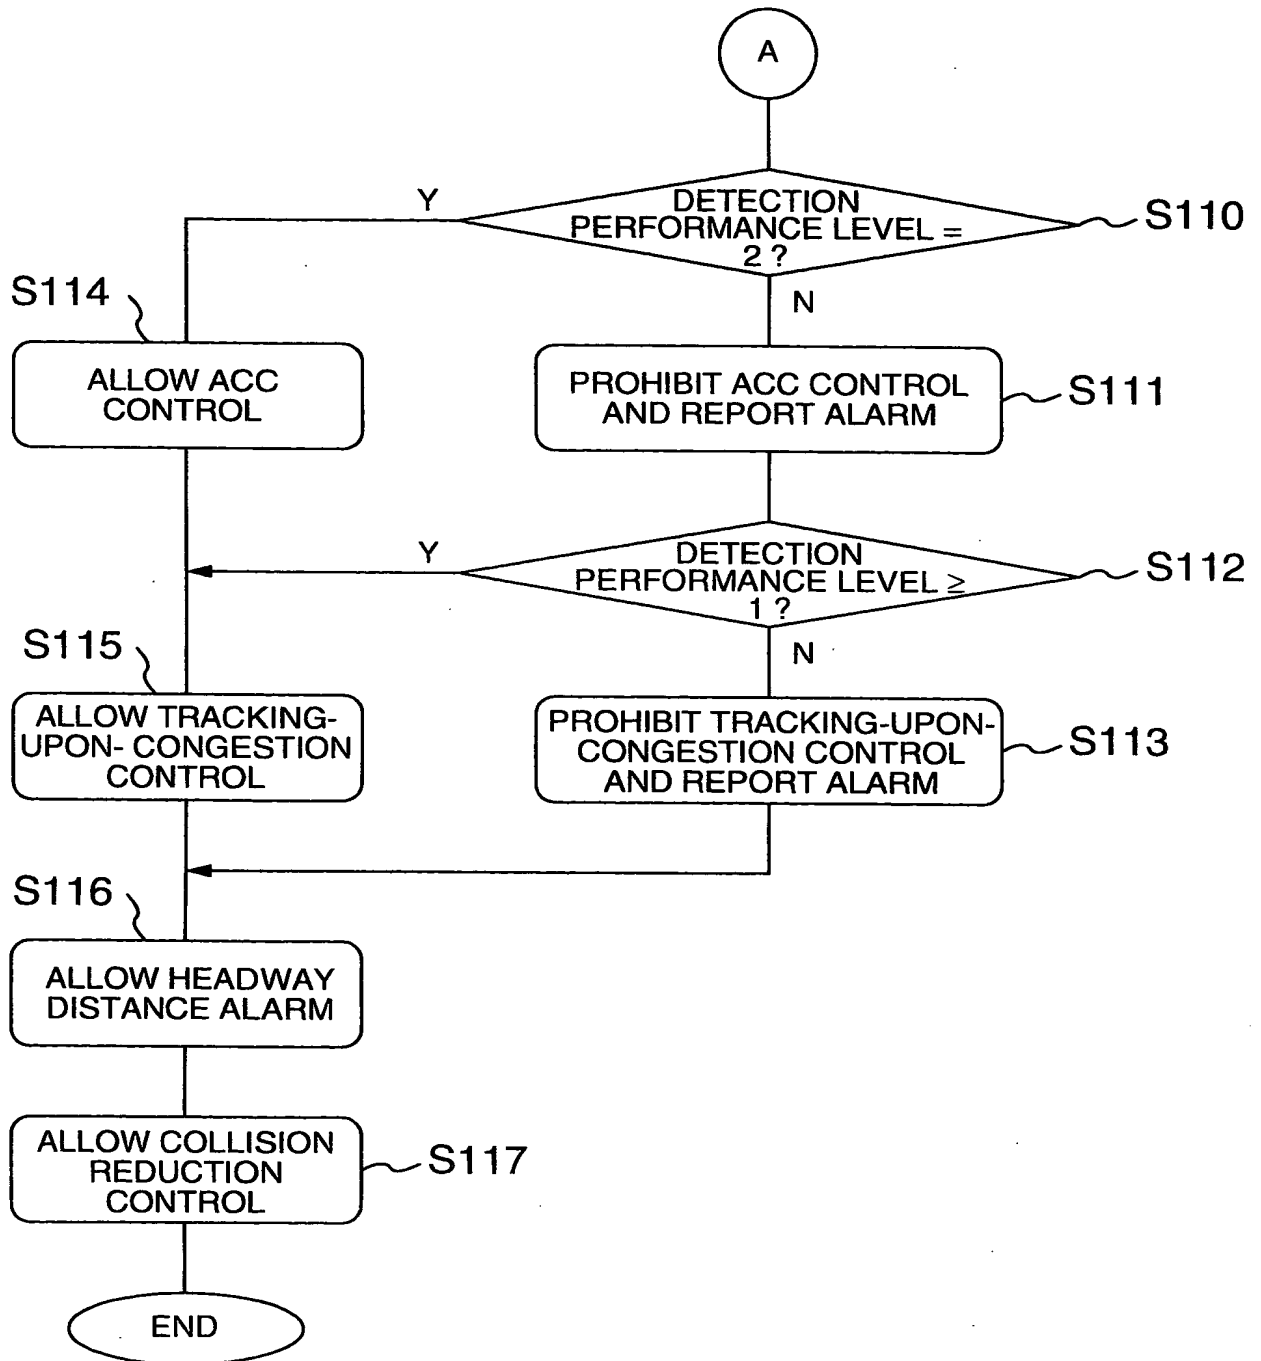 A
Y
DETECTION
PERFORMANCE LEVEL =
2 ?
S110
N
S114
ALLOW ACC
CONTROL
PROHIBIT ACC CONTROL
AND REPORT ALARM
S111
Y
DETECTION
PERFORMANCE LEVEL ≥
1 ?
S112
N
S115
ALLOW TRACKING-
UPON- CONGESTION
CONTROL
PROHIBIT TRACKING-UPON-
CONGESTION CONTROL
AND REPORT ALARM
S113
S116
ALLOW HEADWAY
DISTANCE ALARM
ALLOW COLLISION
REDUCTION
CONTROL
S117
END